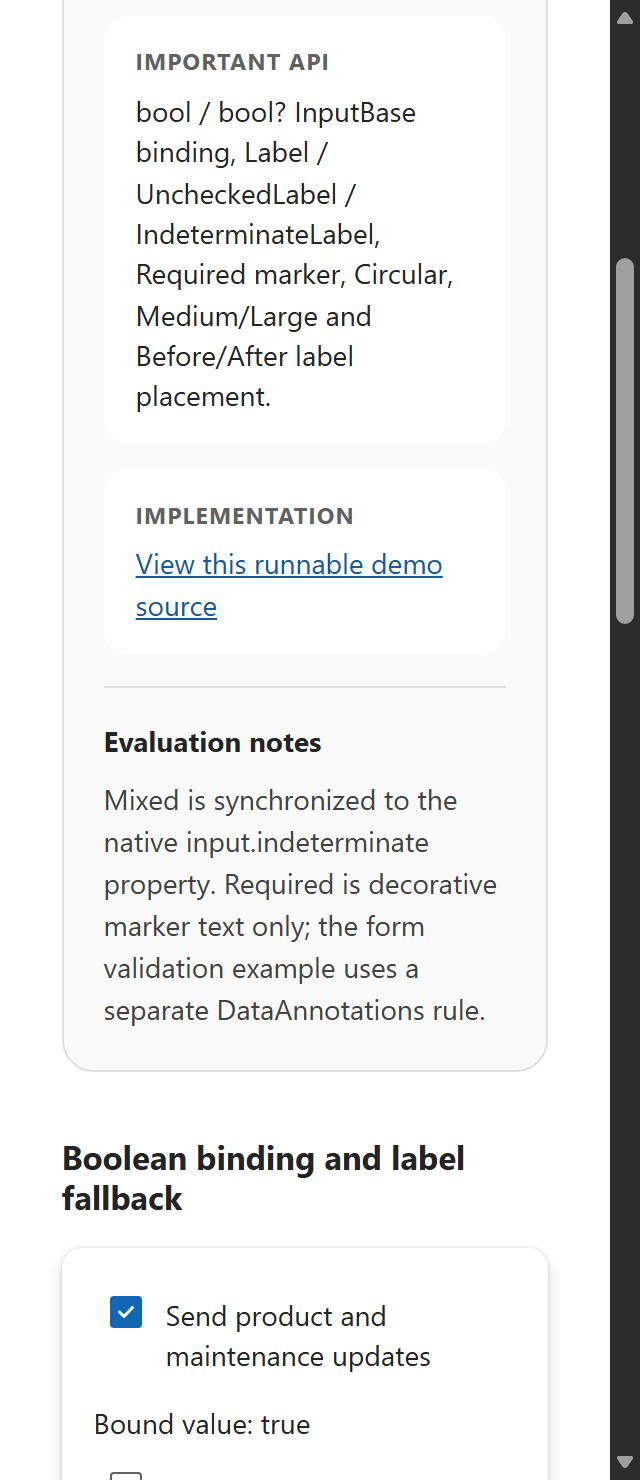 IMPORTANT API
bool / bool? InputBase
binding, Label /
UncheckedLabel /
IndeterminateLabel,
Required marker, Circular,
Medium/Large and
Before/After label
placement.
IMPLEMENTATION
View this runnable demo
source
Evaluation notes
Mixed is synchronized to the
native input.indeterminate
property. Required is decorative
marker text only; the form
validation example uses a
separate DataAnnotations rule.
Boolean binding and label
fallback
Send product and
maintenance updates
Bound value: true